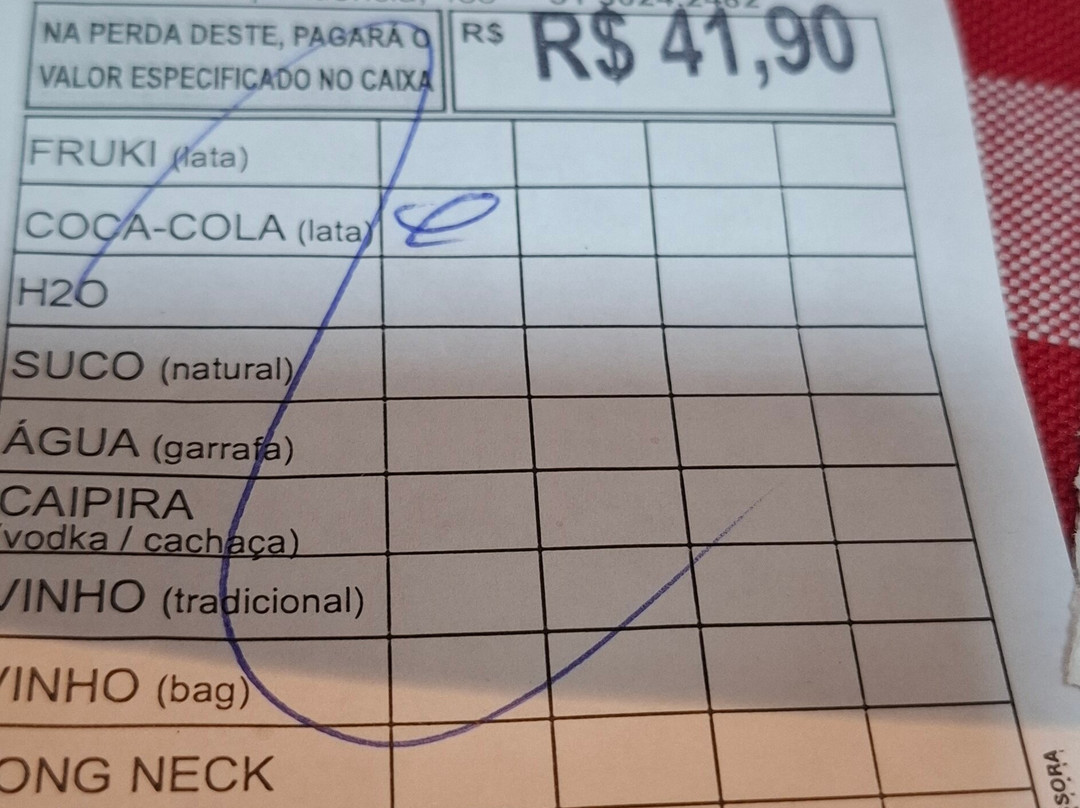 NA PERDA DESTE, PAGARÁ O
VALOR ESPECIFICADO NO CAIXA
R$ R$ 41,90
FRUKI (lata)
COCA-COLA (lata)
H2O
SUCO (natural)
ÁGUA (garrafa)
CAIPIRA
(vodka / cachaça)
VINHO (tradicional)
VINHO (bag)
ONG NECK
SORA